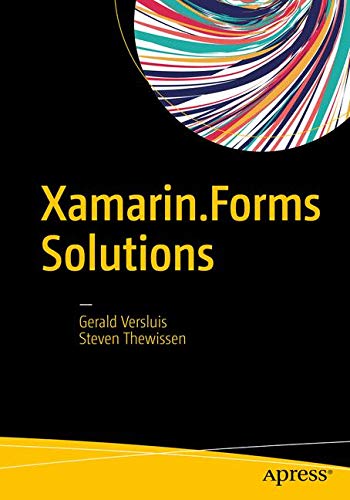 Xamarin.Forms
Solutions
—
Gerald Versluis
Steven Thewissen
Apress®